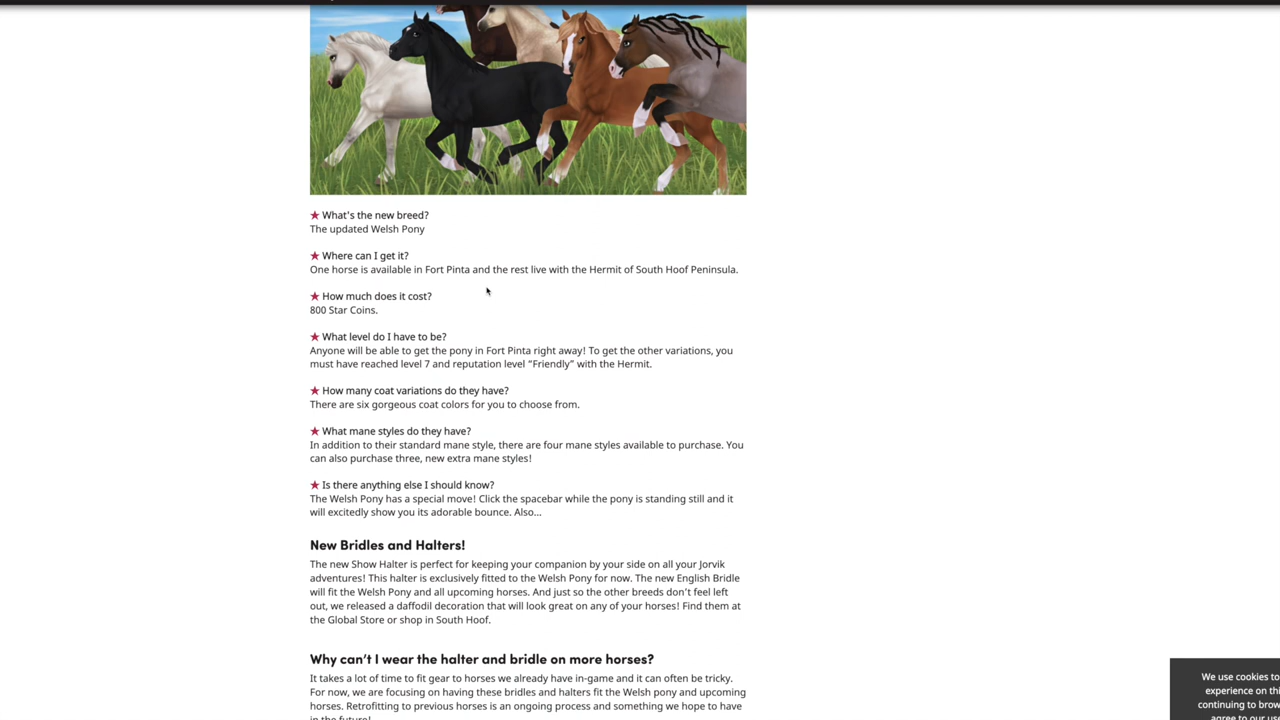 ★ What's the new breed?
The updated Welsh Pony
★ Where can I get it?
One horse is available in Fort Pinta and the rest live with the Hermit of South Hoof Peninsula.
★ How much does it cost?
800 Star Coins.
★ What level do I have to be?
Anyone will be able to get the pony in Fort Pinta right away! To get the other variations, you
must have reached level 7 and reputation level “Friendly” with the Hermit.
★ How many coat variations do they have?
There are six gorgeous coat colors for you to choose from.
★ What mane styles do they have?
In addition to their standard mane style, there are four mane styles available to purchase. You
can also purchase three, new extra mane styles!
★ Is there anything else I should know?
The Welsh Pony has a special move! Click the spacebar while the pony is standing still and it
will excitedly show you its adorable bounce. Also...
New Bridles and Halters!
The new Show Halter is perfect for keeping your companion by your side on all your Jorvik
adventures! This halter is exclusively fitted to the Welsh Pony for now. The new English Bridle
will fit the Welsh Pony and all upcoming horses. And just so the other breeds don’t feel left
out, we released a daffodil decoration that will look great on any of your horses! Find them at
the Global Store or shop in South Hoof.
Why can’t I wear the halter and bridle on more horses?
It takes a lot of time to fit gear to horses we already have in-game and it can often be tricky.
For now, we are focusing on having these bridles and halters fit the Welsh pony and upcoming
horses. Retrofitting to previous horses is an ongoing process and something we hope to have
in the future!
We use cookies to
experience on thi
continuing to brow
agree to our us